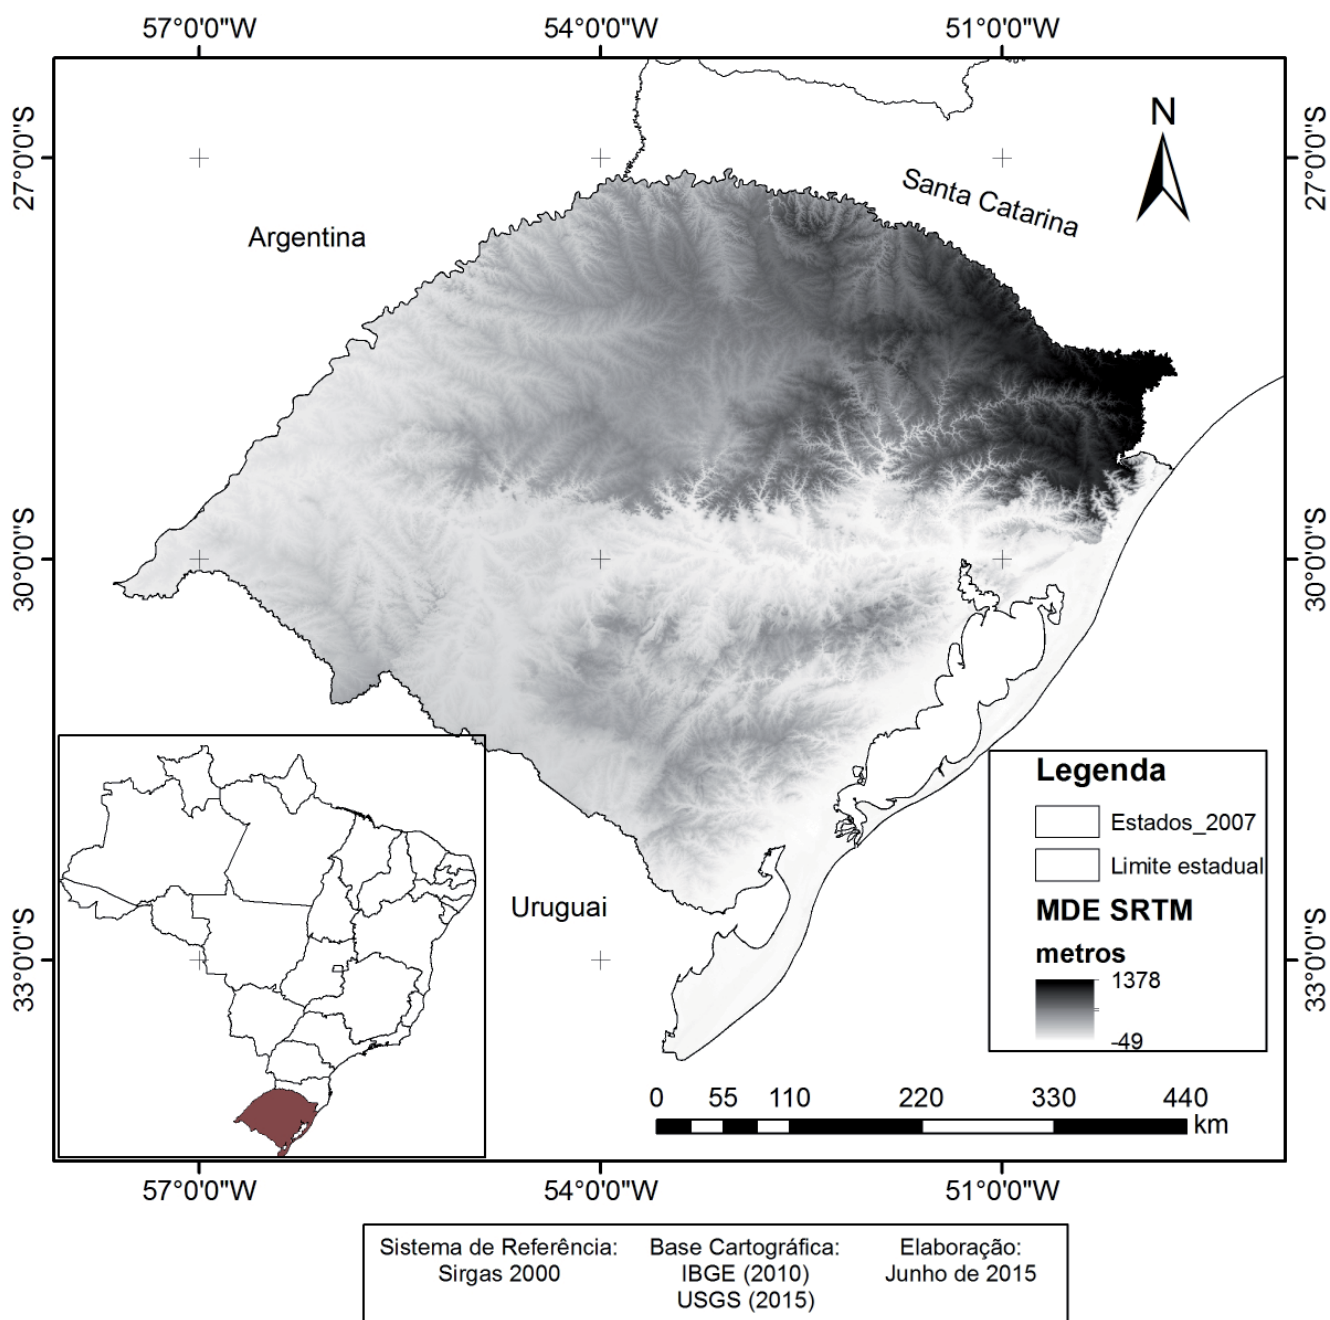 57°0'0"W
54°0'0"W
51°0'0"W
27°0'0"S
27°0'0"S
N
Santa Catarina
Argentina
30°0'0"S
30°0'0"S
Legenda
Estados_2007
Limite estadual
MDE SRTM
metros
1378
-49
Uruguai
33°0'0"S
33°0'0"S
0 55 110 220 330 440
km
57°0'0"W
54°0'0"W
51°0'0"W
Sistema de Referência:
Sirgas 2000
Base Cartográfica:
IBGE (2010)
USGS (2015)
Elaboração:
Junho de 2015